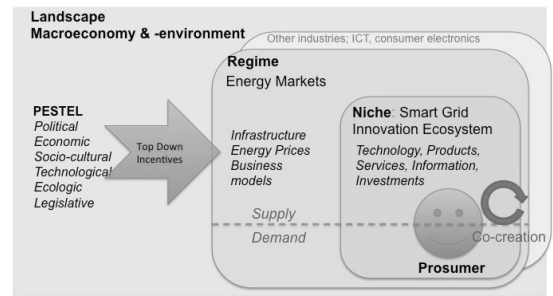 Landscape
Macroeconomy & -environment
Other industries; ICT, consumer electronics
Regime
Energy Markets
PESTEL
Political
Economic
Socio-cultural
Technological
Ecologic
Legislative
Top Down
Incentives
Infrastructure
Energy Prices
Business
models
Niche: Smart Grid
Innovation Ecosystem
Technology, Products,
Services, Information,
Investments
Supply
Demand
Co-creation
Prosumer